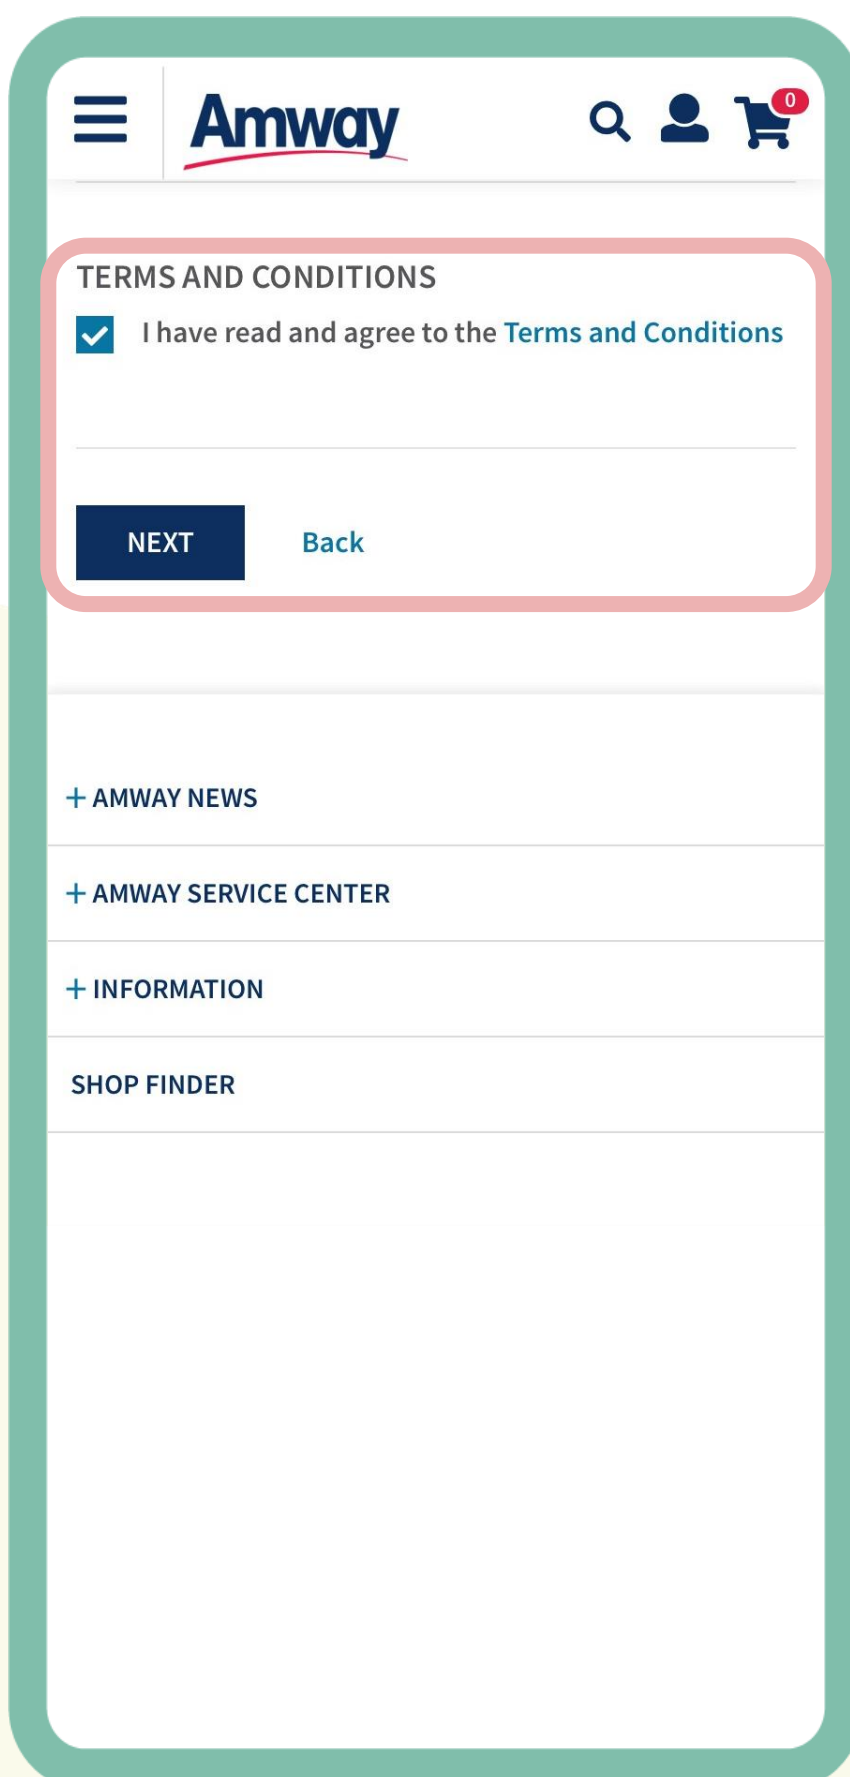 Amway
0
TERMS AND CONDITIONS
I have read and agree to the Terms and Conditions
NEXT Back
+ AMWAY NEWS
+ AMWAY SERVICE CENTER
+ INFORMATION
SHOP FINDER